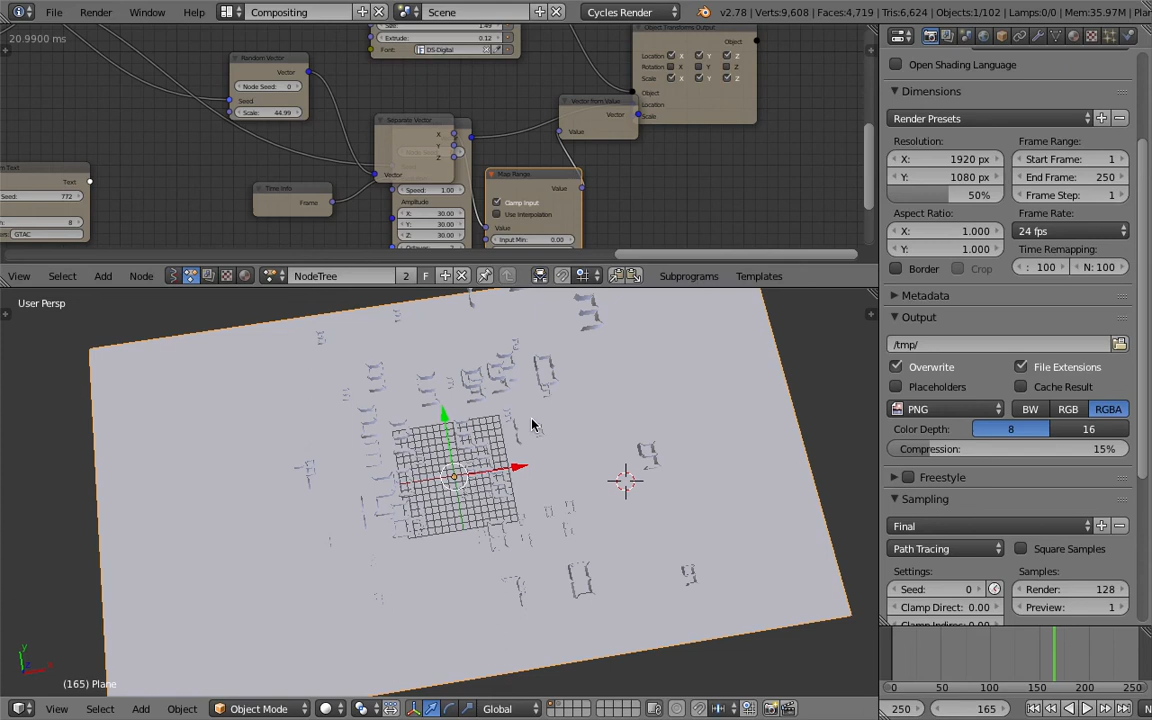 File Render Window Help Compositing Scene Cycles Render v2.78 | Verts:9,608 | Faces:4,719 | Tris:6,624 | Objects:1/102 | Lamps:0/0 | Mem:35.97M | Plan
20.9900 ms
Extrude: 0.12
Font: DS-Digital
Object Transforms Output
Object
Location X Y Z
Rotation X Y Z
Scale X Y Z
Object
Location
Scale
Random Vector
Vector
Node Seed: 0
Seed
Scale: 44.99
Vector from Value
Vector
Value
Separate Vector
X
Y
Z
Vector
Speed: 1.00
Amplitude
X: 30.00
Y: 30.00
Z: 30.00
Text
Seed: 772
8
GTAC
Time Info
Frame
Map Range
Value
Clamp Input
Use Interpolation
Value
Input Min: 0.00
View Select Add Node NodeTree 2 F Subprograms Templates
User Persp
(165) Plane
View Select Add Object Object Mode Global
Open Shading Language
Dimensions
Render Presets
Resolution: Frame Range:
X: 1920 px Start Frame: 1
Y: 1080 px End Frame: 250
50% Frame Step: 1
Aspect Ratio: Frame Rate:
X: 1.000 24 fps
Y: 1.000 Time Remapping:
Border Crop : 100 N: 100
Metadata
Output
/tmp/
Overwrite File Extensions
Placeholders Cache Result
PNG BW RGB RGBA
Color Depth: 8 16
Compression: 15%
Freestyle
Sampling
Final
Path Tracing Square Samples
Settings: Samples:
Seed: 0 Render: 128
Clamp Direct: 0.00 Preview: 1
0 50 100 150 200 250
250 165